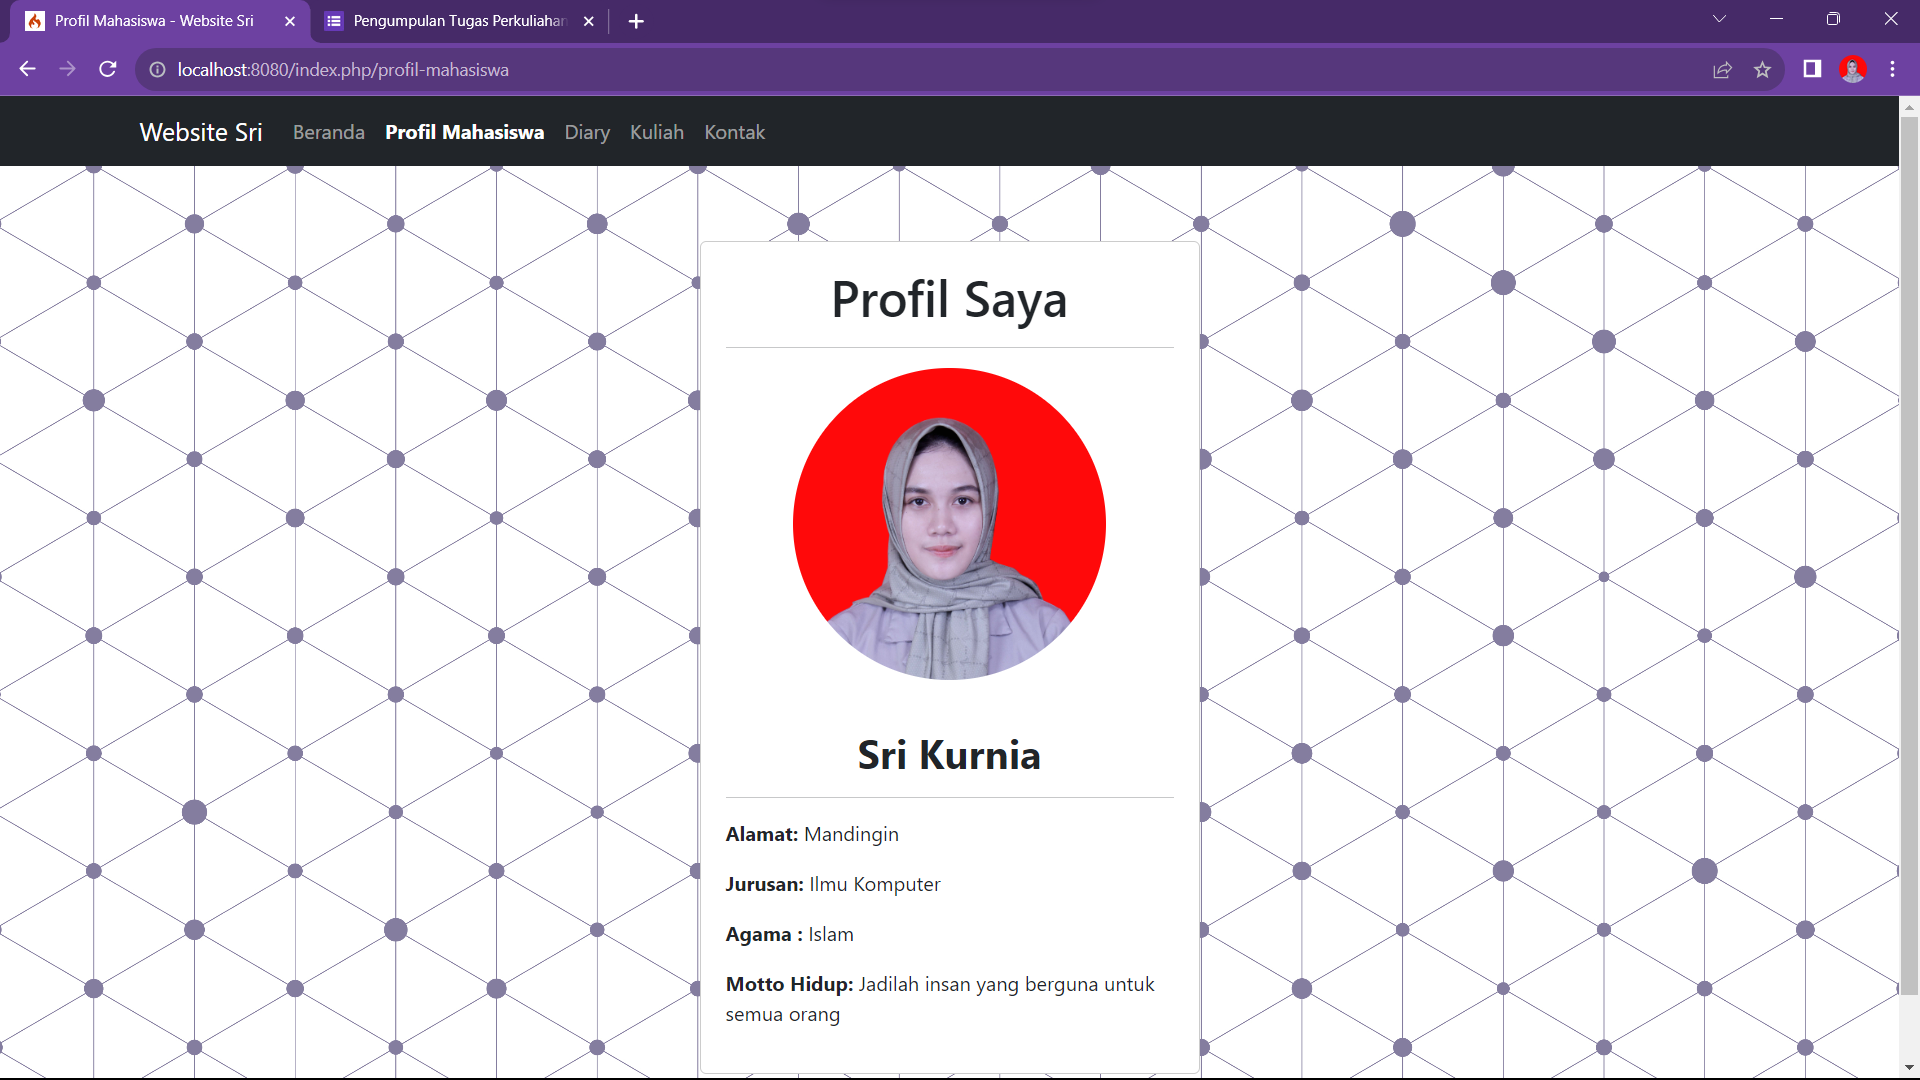 Profil Mahasiswa - Website Sri
Pengumpulan Tugas Perkuliahan
localhost:8080/index.php/profil-mahasiswa
Website Sri Beranda Profil Mahasiswa Diary Kuliah Kontak
Profil Saya
Sri Kurnia
Alamat: Mandingin
Jurusan: Ilmu Komputer
Agama : Islam
Motto Hidup: Jadilah insan yang berguna untuk
semua orang